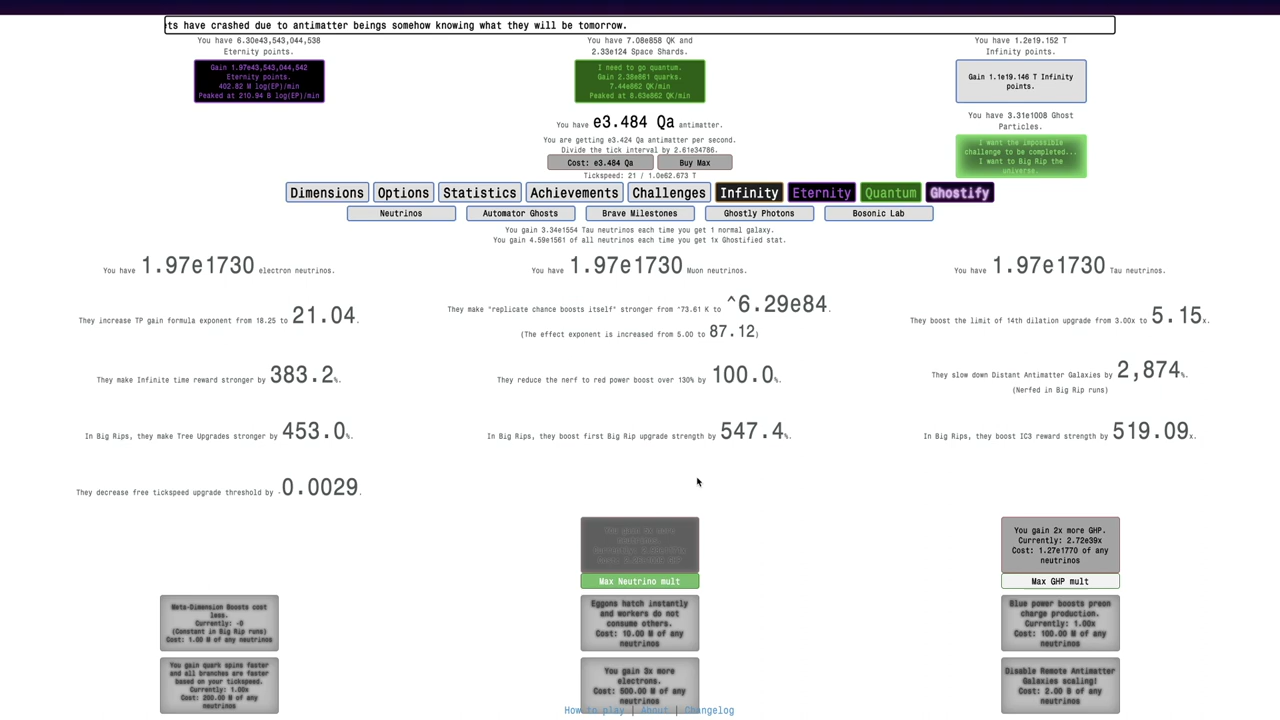 ts have crashed due to antimatter beings somehow knowing what they will be tomorrow.
You have 6.30e43,543,044,538
Eternity points.
Gain 1.97e43,543,044,542
Eternity points.
402.82 M log(EP)/min
Peaked at 210.94 B log(EP)/min
You have 7.08e858 QK and
2.33e124 Space Shards.
I need to go quantum.
Gain 2.38e861 quarks.
7.44e862 QK/min
Peaked at 8.63e862 QK/min
You have 1.2e19.152 T
Infinity points.
Gain 1.1e19.146 T Infinity
points.
You have e3.484 Qa antimatter.
You are getting e3.424 Qa antimatter per second.
Divide the tick interval by 2.61e34786.
Cost: e3.484 Qa
Buy Max
Tickspeed: 21 / 1.0e62.673 T
You have 3.31e1008 Ghost
Particles.
I want the impossible
challenge to be completed...
I want to Big Rip the
universe.
Dimensions
Options
Statistics
Achievements
Challenges
Infinity
Eternity
Quantum
Ghostify
Neutrinos
Automator Ghosts
Brave Milestones
Ghostly Photons
Bosonic Lab
You gain 3.34e1554 Tau neutrinos each time you get 1 normal galaxy.
You gain 4.59e1561 of all neutrinos each time you get 1x Ghostified stat.
You have 1.97e1730 electron neutrinos.
You have 1.97e1730 Muon neutrinos.
You have 1.97e1730 Tau neutrinos.
They increase TP gain formula exponent from 18.25 to 21.04.
They make "replicate chance boosts itself" stronger from ^73.61 K to ^6.29e84.
(The effect exponent is increased from 5.00 to 87.12)
They boost the limit of 14th dilation upgrade from 3.00x to 5.15x.
They make Infinite time reward stronger by 383.2%.
They reduce the nerf to red power boost over 130% by 100.0%.
They slow down Distant Antimatter Galaxies by 2,874%.
(Nerfed in Big Rip runs)
In Big Rips, they make Tree Upgrades stronger by 453.0%.
In Big Rips, they boost first Big Rip upgrade strength by 547.4%.
In Big Rips, they boost IC3 reward strength by 519.09x.
They decrease free tickspeed upgrade threshold by -0.0029.
Max Neutrino mult
You gain 2x more GHP.
Currently: 2.72e39x
Cost: 1.27e1770 of any
neutrinos
Max GHP mult
Meta-Dimension Boosts cost
less.
Currently: -0
(Constant in Big Rip runs)
Cost: 1.00 M of any neutrinos
Eggons hatch instantly
and workers do not
consume others.
Cost: 10.00 M of any
neutrinos
Blue power boosts preon
charge production.
Currently: 1.00x
Cost: 100.00 M of any
neutrinos
You gain quark spins faster
and all branches are faster
based on your tickspeed.
Currently: 1.00x
Cost: 200.00 M of any
neutrinos
You gain 3x more
electrons.
Cost: 500.00 M of any
neutrinos
Disable Remote Antimatter
Galaxies scaling!
Cost: 2.00 B of any
neutrinos
How to play | About | Changelog